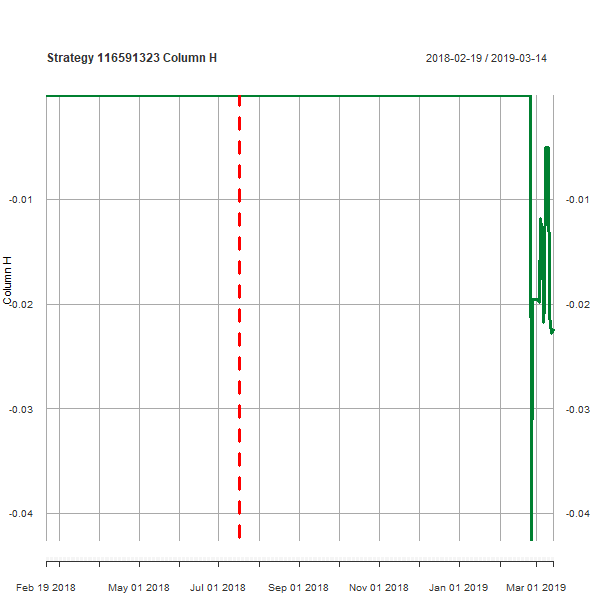 Strategy 116591323 Column H
2018-02-19 / 2019-03-14
Column H
-0.01
-0.01
-0.02
-0.02
-0.03
-0.03
-0.04
-0.04
Feb 19 2018
May 01 2018
Jul 01 2018
Sep 01 2018
Nov 01 2018
Jan 01 2019
Mar 01 2019